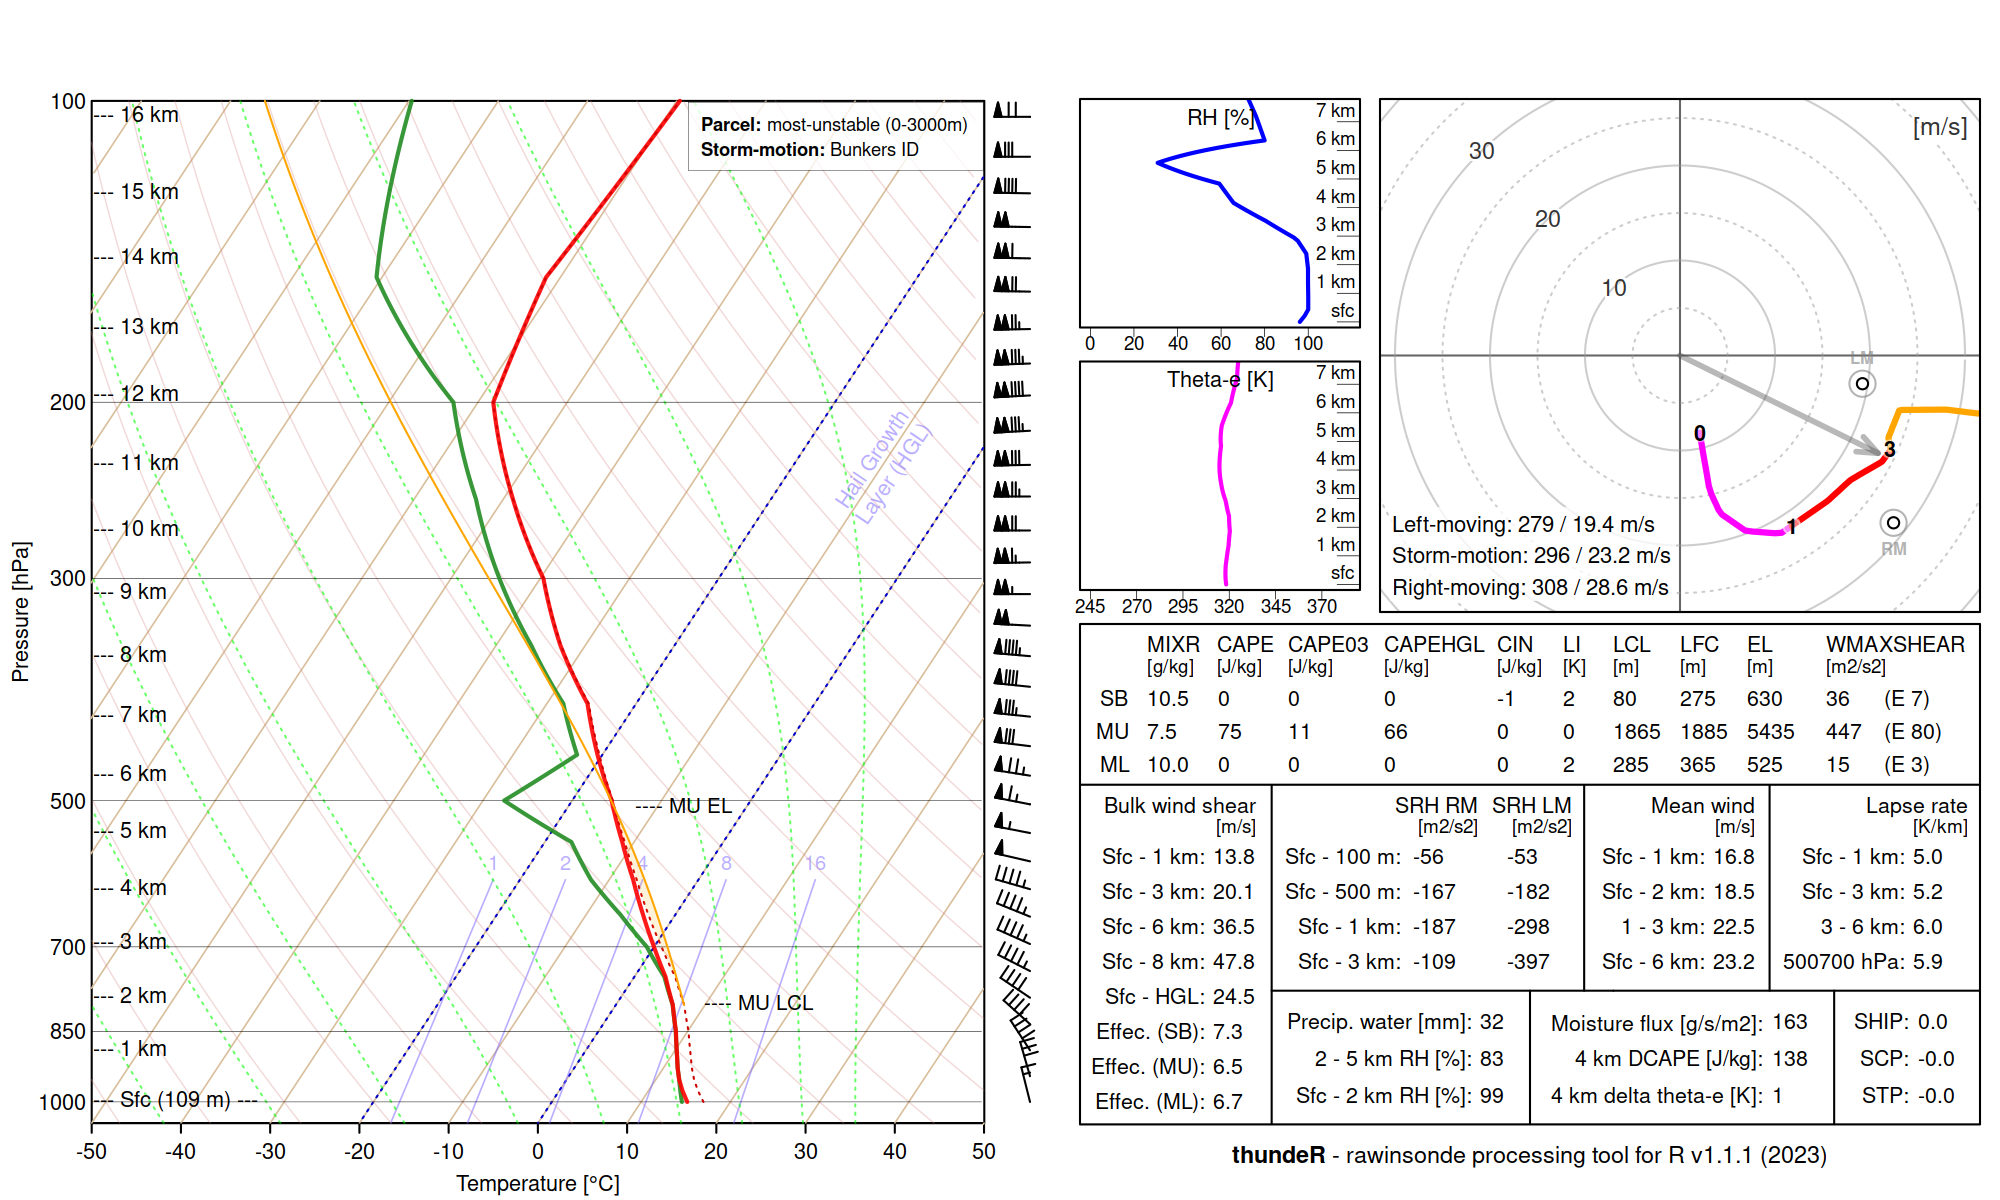 Pressure [hPa]
100
200
300
500
700
850
1000
--- 16 km
--- 15 km
--- 14 km
--- 13 km
--- 12 km
--- 11 km
--- 10 km
--- 9 km
--- 8 km
--- 7 km
--- 6 km
--- 5 km
--- 4 km
--- 3 km
--- 2 km
--- 1 km
--- Sfc (109 m) ---
Parcel: most-unstable (0-3000m)
Storm-motion: Bunkers ID
Hail Growth
Layer (HGL)
---- MU EL
1 2 4 8 16
---- MU LCL
-50 -40 -30 -20 -10 0 10 20 30 40 50
Temperature [°C]
RH [%]
7 km
6 km
5 km
4 km
3 km
2 km
1 km
sfc
0 20 40 60 80 100
Theta-e [K]
7 km
6 km
5 km
4 km
3 km
2 km
1 km
sfc
245 270 295 320 345 370
[m/s]
30
20
10
LM
0
3
1
RM
Left-moving: 279 / 19.4 m/s
Storm-motion: 296 / 23.2 m/s
Right-moving: 308 / 28.6 m/s
MIXR CAPE CAPE03 CAPEHGL CIN LI LCL LFC EL WMAXSHEAR
[g/kg] [J/kg] [J/kg] [J/kg] [J/kg] [K] [m] [m] [m] [m2/s2]
SB 10.5 0 0 0 -1 2 80 275 630 36 (E 7)
MU 7.5 75 11 66 0 0 1865 1885 5435 447 (E 80)
ML 10.0 0 0 0 0 2 285 365 525 15 (E 3)
Bulk wind shear
[m/s]
Sfc - 1 km: 13.8
Sfc - 3 km: 20.1
Sfc - 6 km: 36.5
Sfc - 8 km: 47.8
Sfc - HGL: 24.5
Effec. (SB): 7.3
Effec. (MU): 6.5
Effec. (ML): 6.7
SRH RM SRH LM
[m2/s2] [m2/s2]
Sfc - 100 m: -56 -53
Sfc - 500 m: -167 -182
Sfc - 1 km: -187 -298
Sfc - 3 km: -109 -397
Mean wind
[m/s]
Sfc - 1 km: 16.8
Sfc - 2 km: 18.5
1 - 3 km: 22.5
Sfc - 6 km: 23.2
Lapse rate
[K/km]
Sfc - 1 km: 5.0
Sfc - 3 km: 5.2
3 - 6 km: 6.0
500700 hPa: 5.9
Precip. water [mm]: 32
2 - 5 km RH [%]: 83
Sfc - 2 km RH [%]: 99
Moisture flux [g/s/m2]: 163
4 km DCAPE [J/kg]: 138
4 km delta theta-e [K]: 1
SHIP: 0.0
SCP: -0.0
STP: -0.0
thundeR - rawinsonde processing tool for R v1.1.1 (2023)